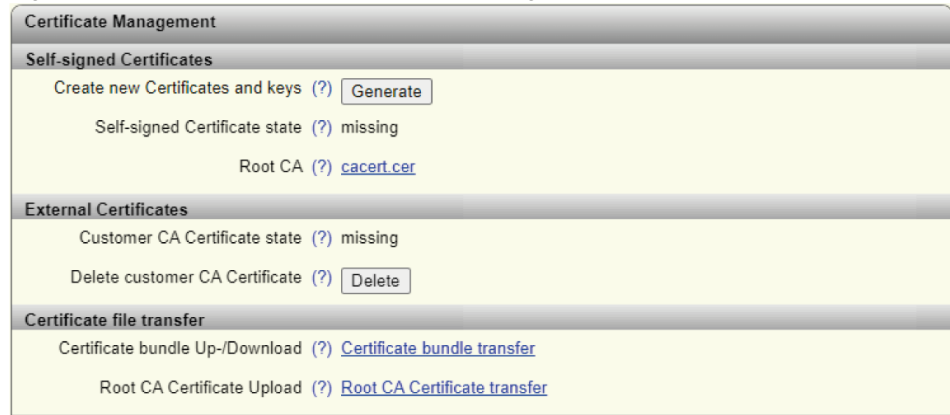 Certificate Management
Self-signed Certificates
Create new Certificates and keys (?) Generate
Self-signed Certificate state (?) missing
Root CA (?) cacert.cer
External Certificates
Customer CA Certificate state (?) missing
Delete customer CA Certificate (?) Delete
Certificate file transfer
Certificate bundle Up-/Download (?) Certificate bundle transfer
Root CA Certificate Upload (?) Root CA Certificate transfer